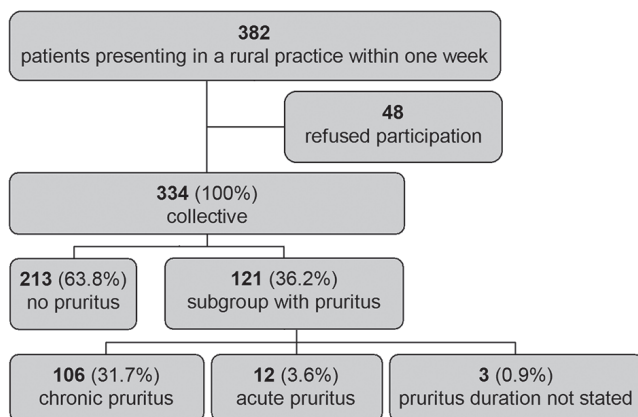 382
patients presenting in a rural practice within one week
48
refused participation
334 (100%)
collective
213 (63.8%)
no pruritus
121 (36.2%)
subgroup with pruritus
106 (31.7%)
chronic pruritus
12 (3.6%)
acute pruritus
3 (0.9%)
pruritus duration not stated